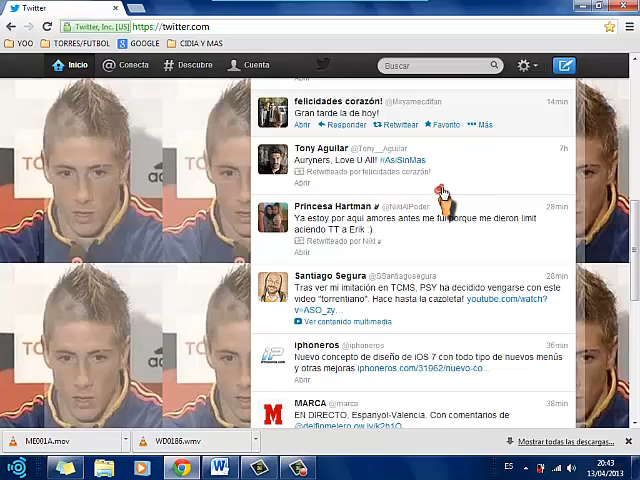 Twitter
Twitter, Inc. [US] https://twitter.com
YOO TORRES/FUTBOL GOOGLE CIDIA Y MAS
Inicio @ Conecta # Descubre Cuenta Buscar
felicidades corazón! @Miryamecdlfan 14min
Gran tarde la de hoy!
Abrir Responder Retwittear Favorito Más
Tony Aguilar @Tony__Aguilar 7h
Auryners, Love U All! #AsiSinMas
Retwitteado por felicidades corazón!
Abrir
Princesa Hartman @NikiAlPoder 28min
Ya estoy por aqui amores antes me fui porque me dieron limit
aciendo TT a Erik :)
Retwitteado por Niki
Abrir
Santiago Segura @SSantiagosegura 28min
Tras ver mi imitación en TCMS, PSY ha decidido vengarse con este
video "torrentiano". Hace hasta la cazoleta! youtube.com/watch?
v=ASO_zy...
Ver contenido multimedia
iphoneros @iphoneros 36min
Nuevo concepto de diseño de iOS 7 con todo tipo de nuevos menús
y otras mejoras iphoneros.com/31962/nuevo-co...
Abrir
MARCA @marca 38min
EN DIRECTO, Espanyol-Valencia. Con comentarios de
@delfinmelero ow.ly/k2h1O
ME001A.mov WD0186.wmv Mostrar todas las descargas...
ES 20:43
13/04/2013